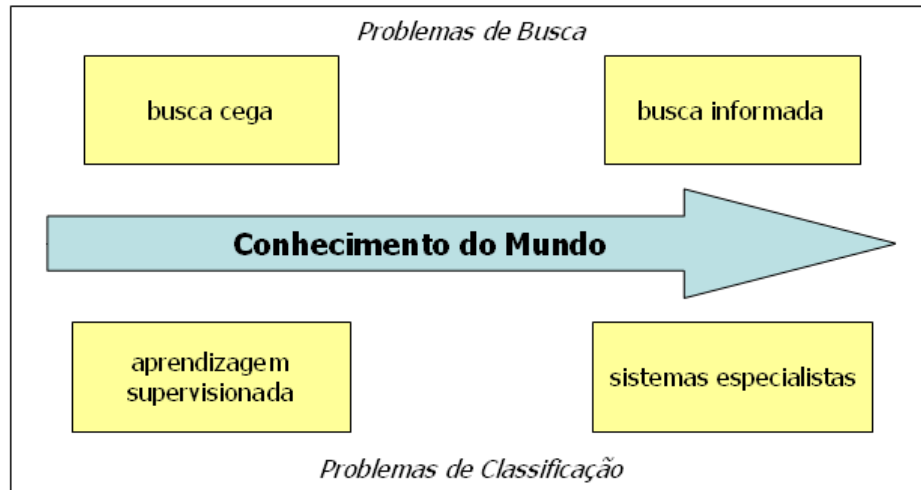 Problemas de Busca
busca cega
busca informada
Conhecimento do Mundo
aprendizagem
supervisionada
sistemas especialistas
Problemas de Classificação